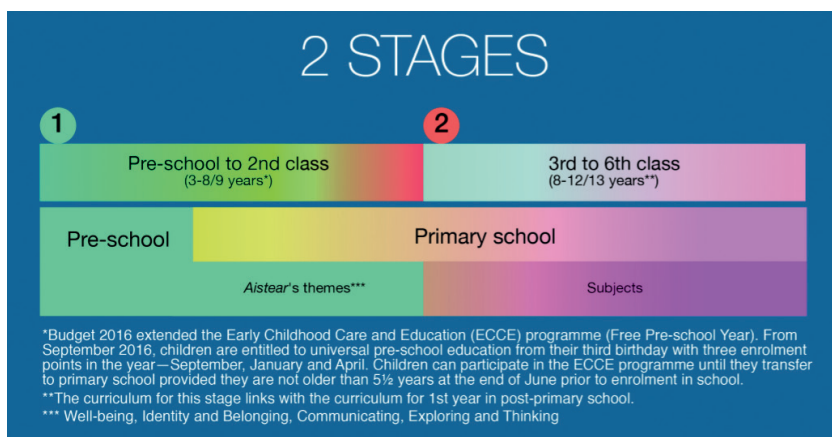 2 STAGES
1
2
Pre-school to 2nd class
(3-8/9 years*)
3rd to 6th class
(8-12/13 years**)
Pre-school
Primary school
Aistear's themes***
Subjects
*Budget 2016 extended the Early Childhood Care and Education (ECCE) programme (Free Pre-school Year). From
September 2016, children are entitled to universal pre-school education from their third birthday with three enrolment
points in the year—September, January and April. Children can participate in the ECCE programme until they transfer
to primary school provided they are not older than 5½ years at the end of June prior to enrolment in school.
**The curriculum for this stage links with the curriculum for 1st year in post-primary school.
*** Well-being, Identity and Belonging, Communicating, Exploring and Thinking